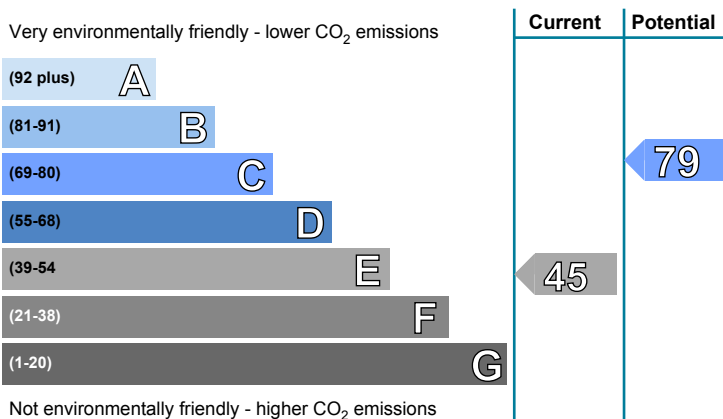 Current Potential
Very environmentally friendly - lower CO2 emissions
(92 plus) A
(81-91) B
(69-80) C
79
(55-68) D
(39-54 E
45
(21-38) F
(1-20) G
Not environmentally friendly - higher CO2 emissions